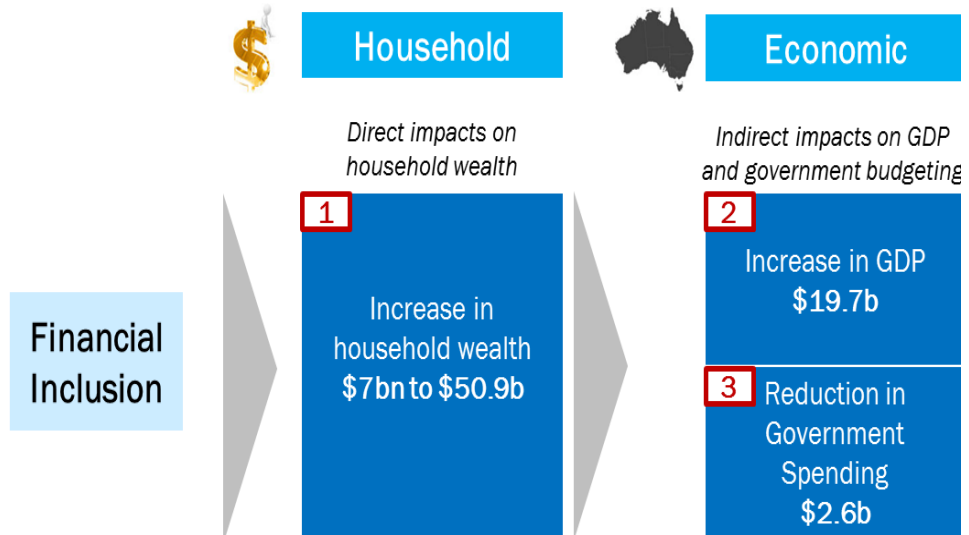 Household
Economic
Direct impacts on
household wealth
Indirect impacts on GDP
and government budgeting
Financial
Inclusion
1
Increase in
household wealth
$7bn to $50.9b
2
Increase in GDP
$19.7b
3
Reduction in
Government
Spending
$2.6b